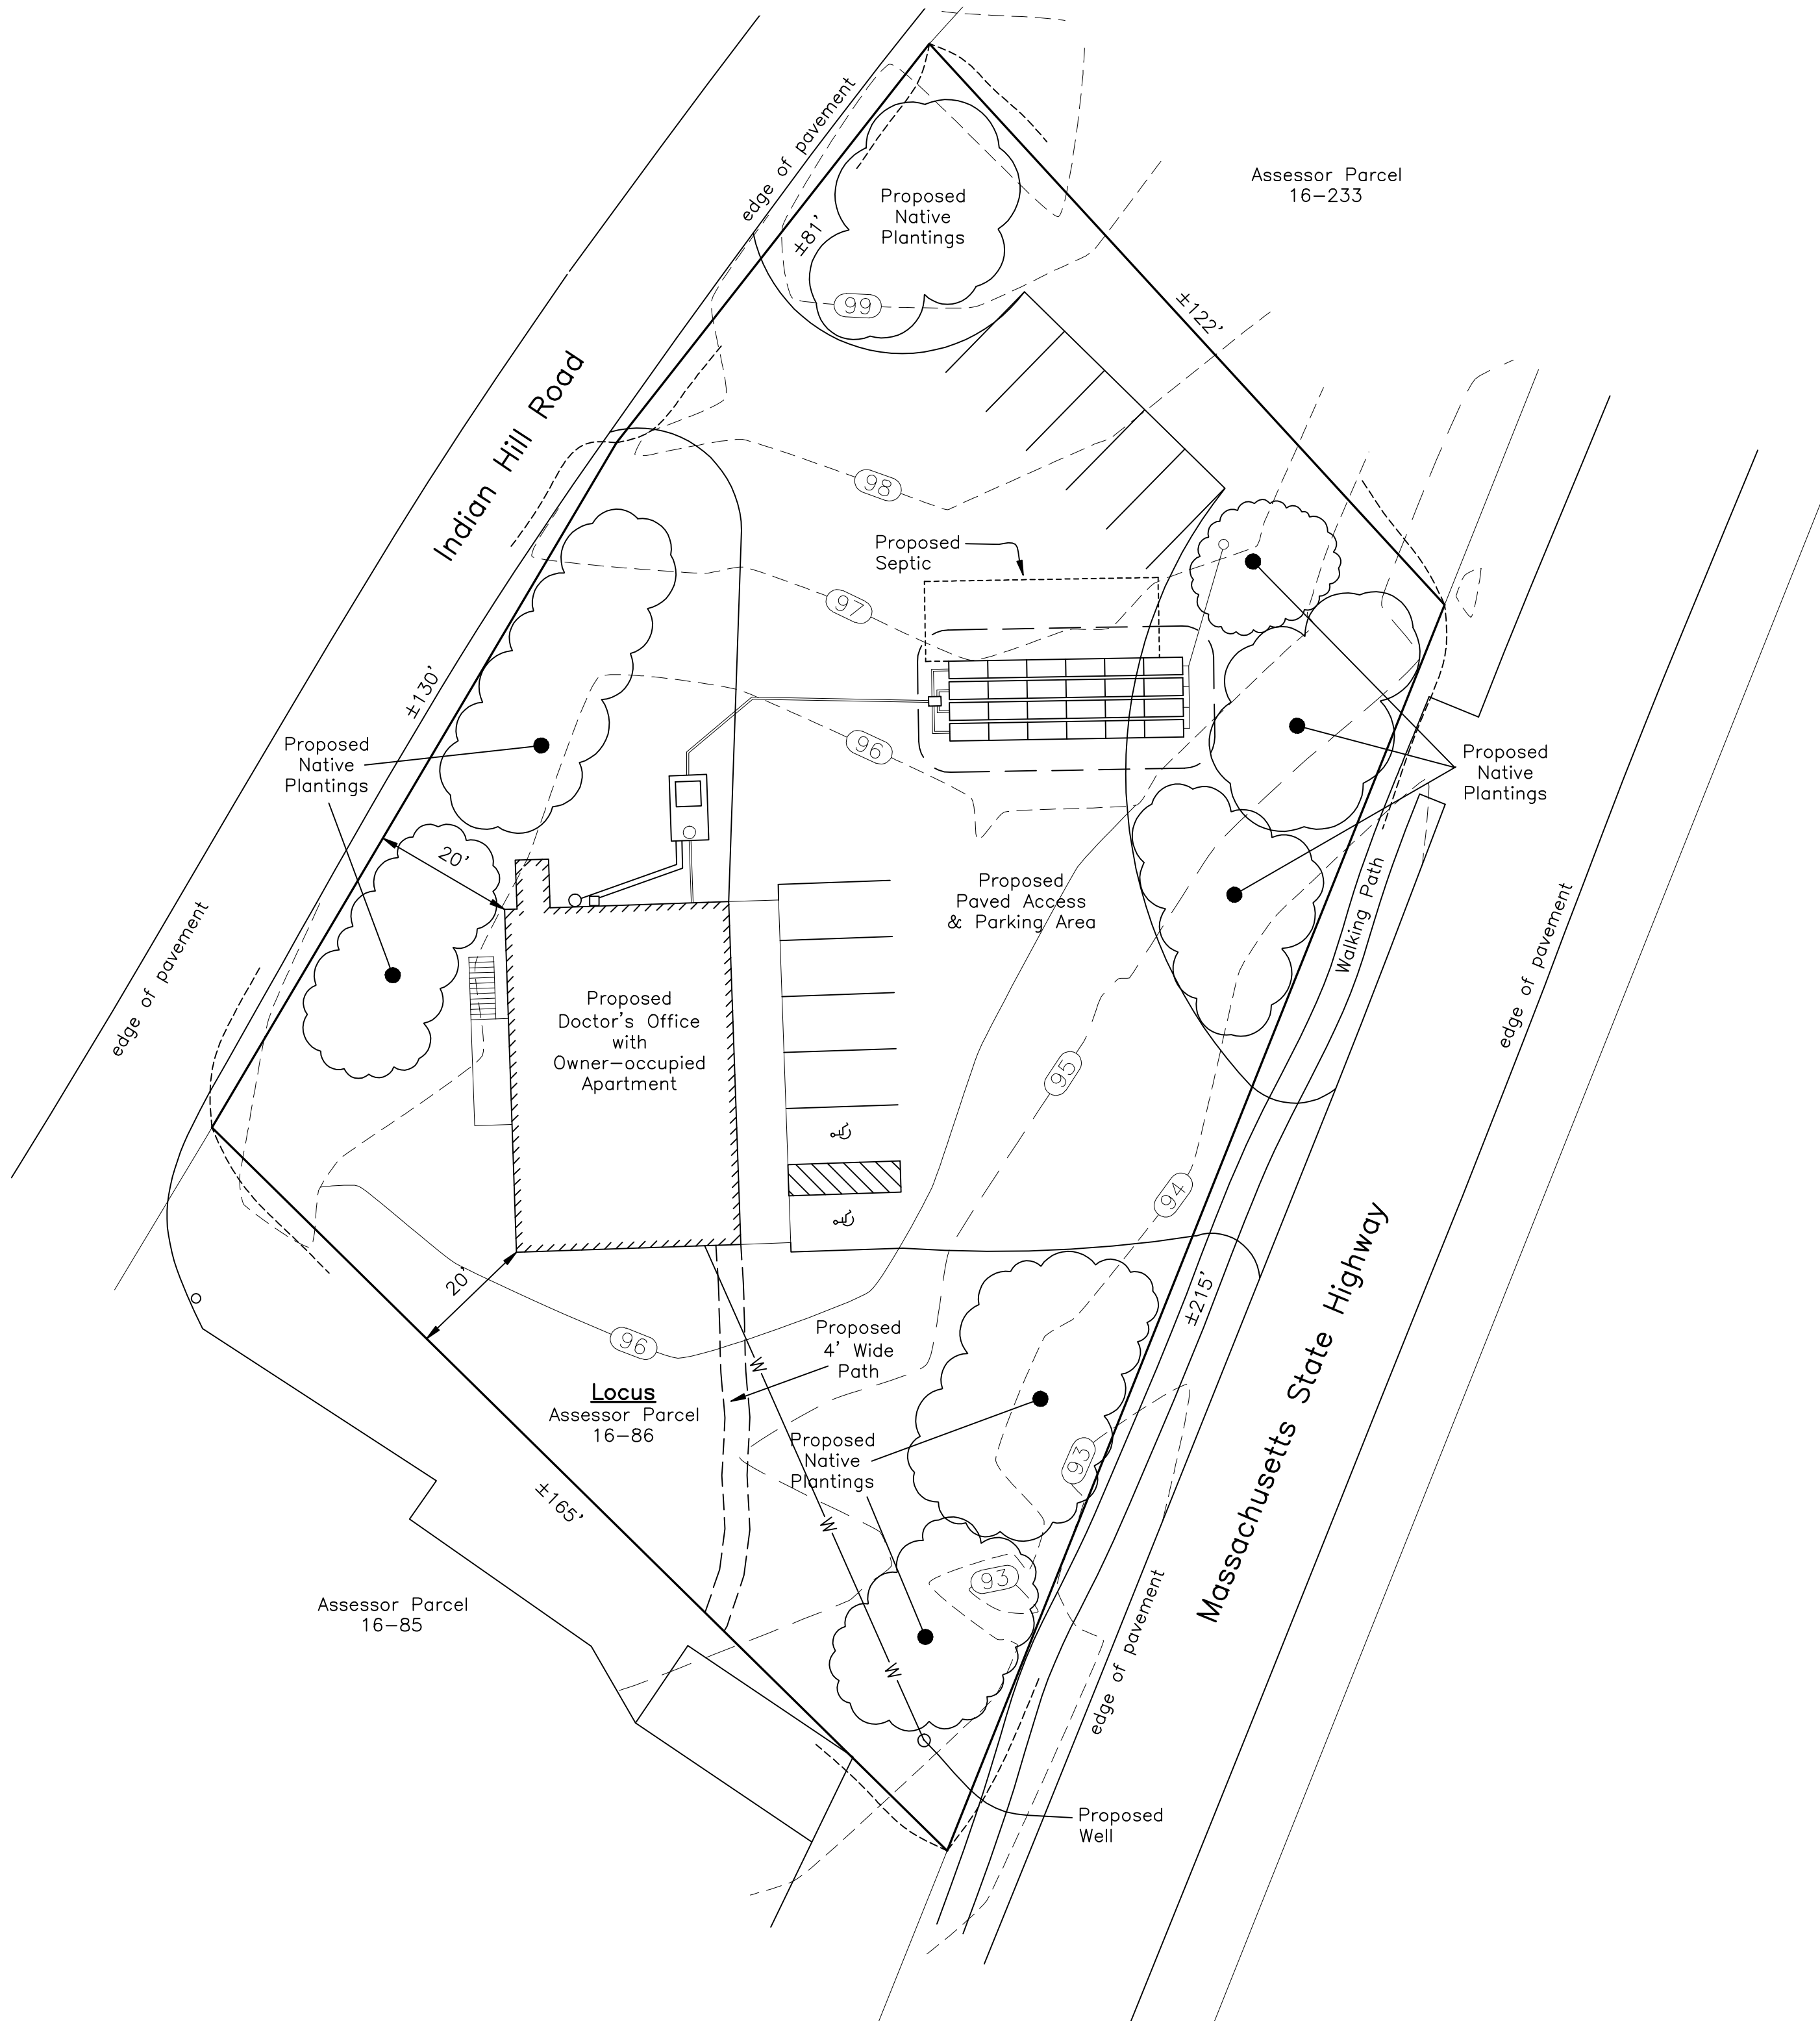 edge of pavement
Assessor Parcel
16-233
Proposed
Native
Plantings
±81'
99
±122'
Indian Hill Road
98
Proposed
Septic
97
±130'
96
Proposed
Native
Plantings
Proposed
Native
Plantings
20'
Proposed
Paved Access
& Parking Area
Walking Path
edge of pavement
edge of pavement
Proposed
Doctor's Office
with
Owner-occupied
Apartment
95
94
20'
±215'
Massachusetts State Highway
96
Proposed
4' Wide
Path
W
Locus
Assessor Parcel
16-86
Proposed
Native
Plantings
93
±165'
W
93
Assessor Parcel
16-85
edge of pavement
W
Proposed
Well